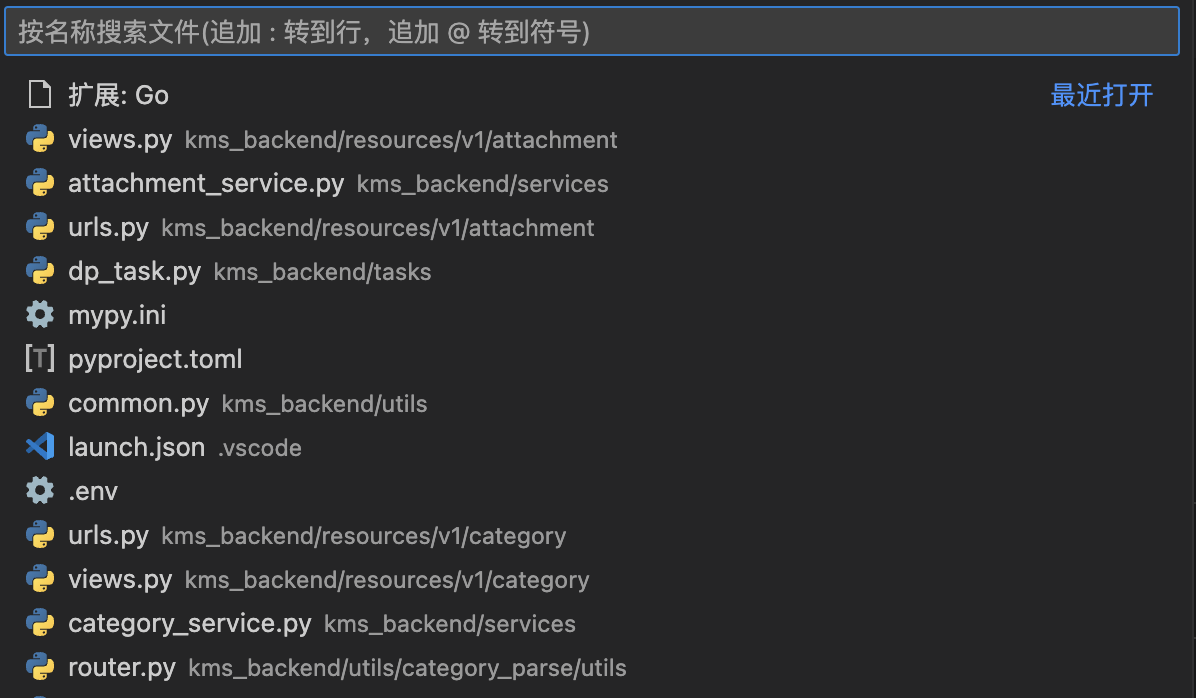 按名称搜索文件(追加 : 转到行，追加 @ 转到符号)
扩展: Go 最近打开
views.py kms_backend/resources/v1/attachment
attachment_service.py kms_backend/services
urls.py kms_backend/resources/v1/attachment
dp_task.py kms_backend/tasks
mypy.ini
[T] pyproject.toml
common.py kms_backend/utils
launch.json .vscode
.env
urls.py kms_backend/resources/v1/category
views.py kms_backend/resources/v1/category
category_service.py kms_backend/services
router.py kms_backend/utils/category_parse/utils